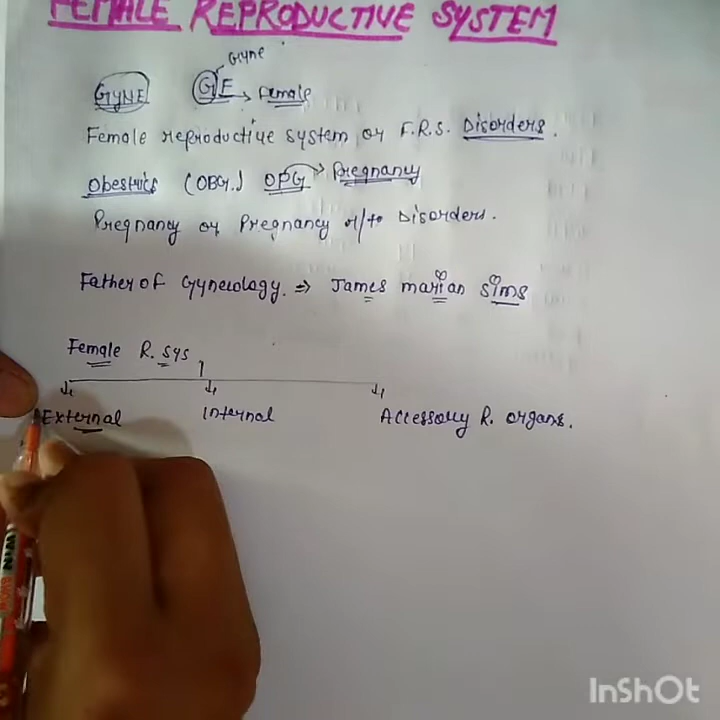 FEMALE REPRODUCTIVE SYSTEM
Gyne
GYNE GE → Female
Female reproductive system or F.R.S. Disorders.
Obestrics (OBG.) OPG → Pregnancy
Pregnancy or Pregnancy r/to Disorders.
Father of Gynecology. ⇒ James marian sims
Female R. sys
External Internal Accessory R. organs.
WIN
InShOt